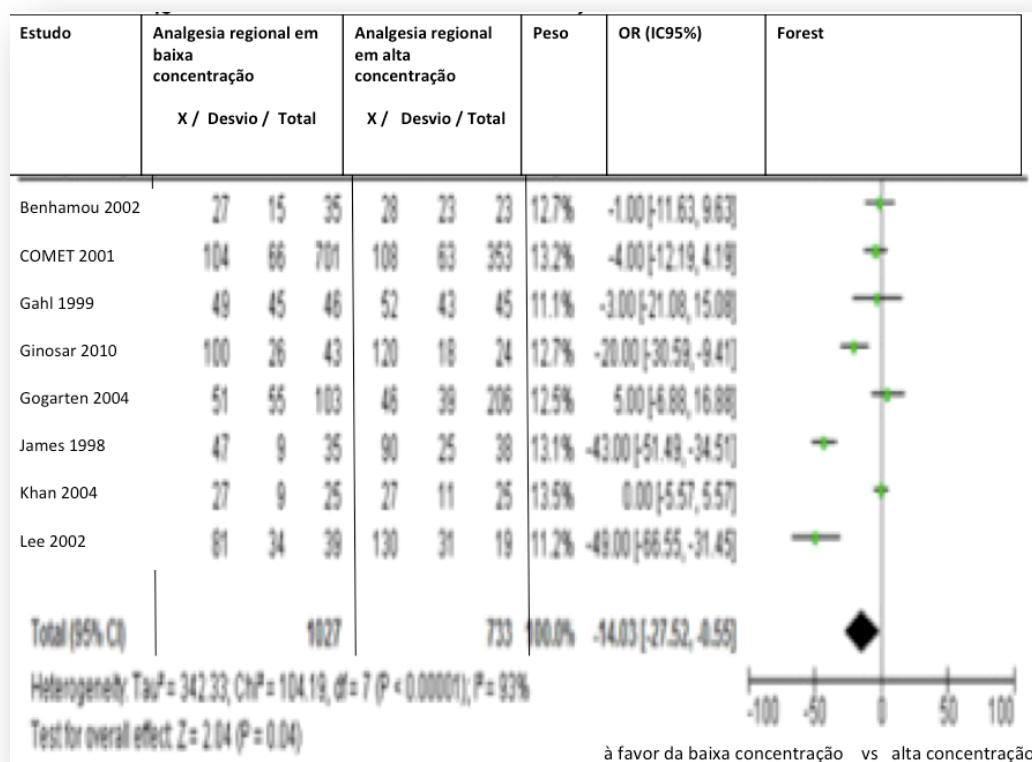 Estudo Analgesia regional em baixa concentração Analgesia regional em alta concentração Peso OR (IC95%) Forest
X / Desvio / Total X / Desvio / Total
Benhamou 2002 27 15 35 28 23 23 12.7% -1.00 [-11.63, 9.63]
COMET 2001 104 66 701 108 63 353 13.2% -4.00 [-12.19, 4.19]
Gahl 1999 49 45 46 52 43 45 11.1% -3.00 [-21.08, 15.08]
Ginosar 2010 100 26 43 120 18 24 12.7% -20.00 [-30.59, -9.41]
Gogarten 2004 51 55 103 46 39 206 12.5% 5.00 [-6.88, 16.88]
James 1998 47 9 35 90 25 38 13.1% -43.00 [-51.49, -34.51]
Khan 2004 27 9 25 27 11 25 13.5% 0.00 [-5.57, 5.57]
Lee 2002 81 34 39 130 31 19 11.2% -49.00 [-66.55, -31.45]
Total (95% CI) 1027 733 100.0% -14.03 [-27.52, -0.55]
Heterogeneity: Tau² = 342.33; Chi² = 104.19, df = 7 (P < 0.00001); I² = 93%
Test for overall effect: Z = 2.04 (P = 0.04)
-100 -50 0 50 100
à favor da baixa concentração vs alta concentração